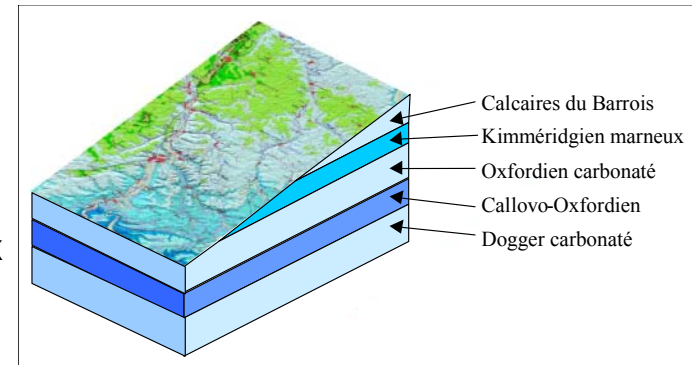 Calcaires du Barrois
Kimméridgien marneux
Oxfordien carbonaté
Callovo-Oxfordien
Dogger carbonaté